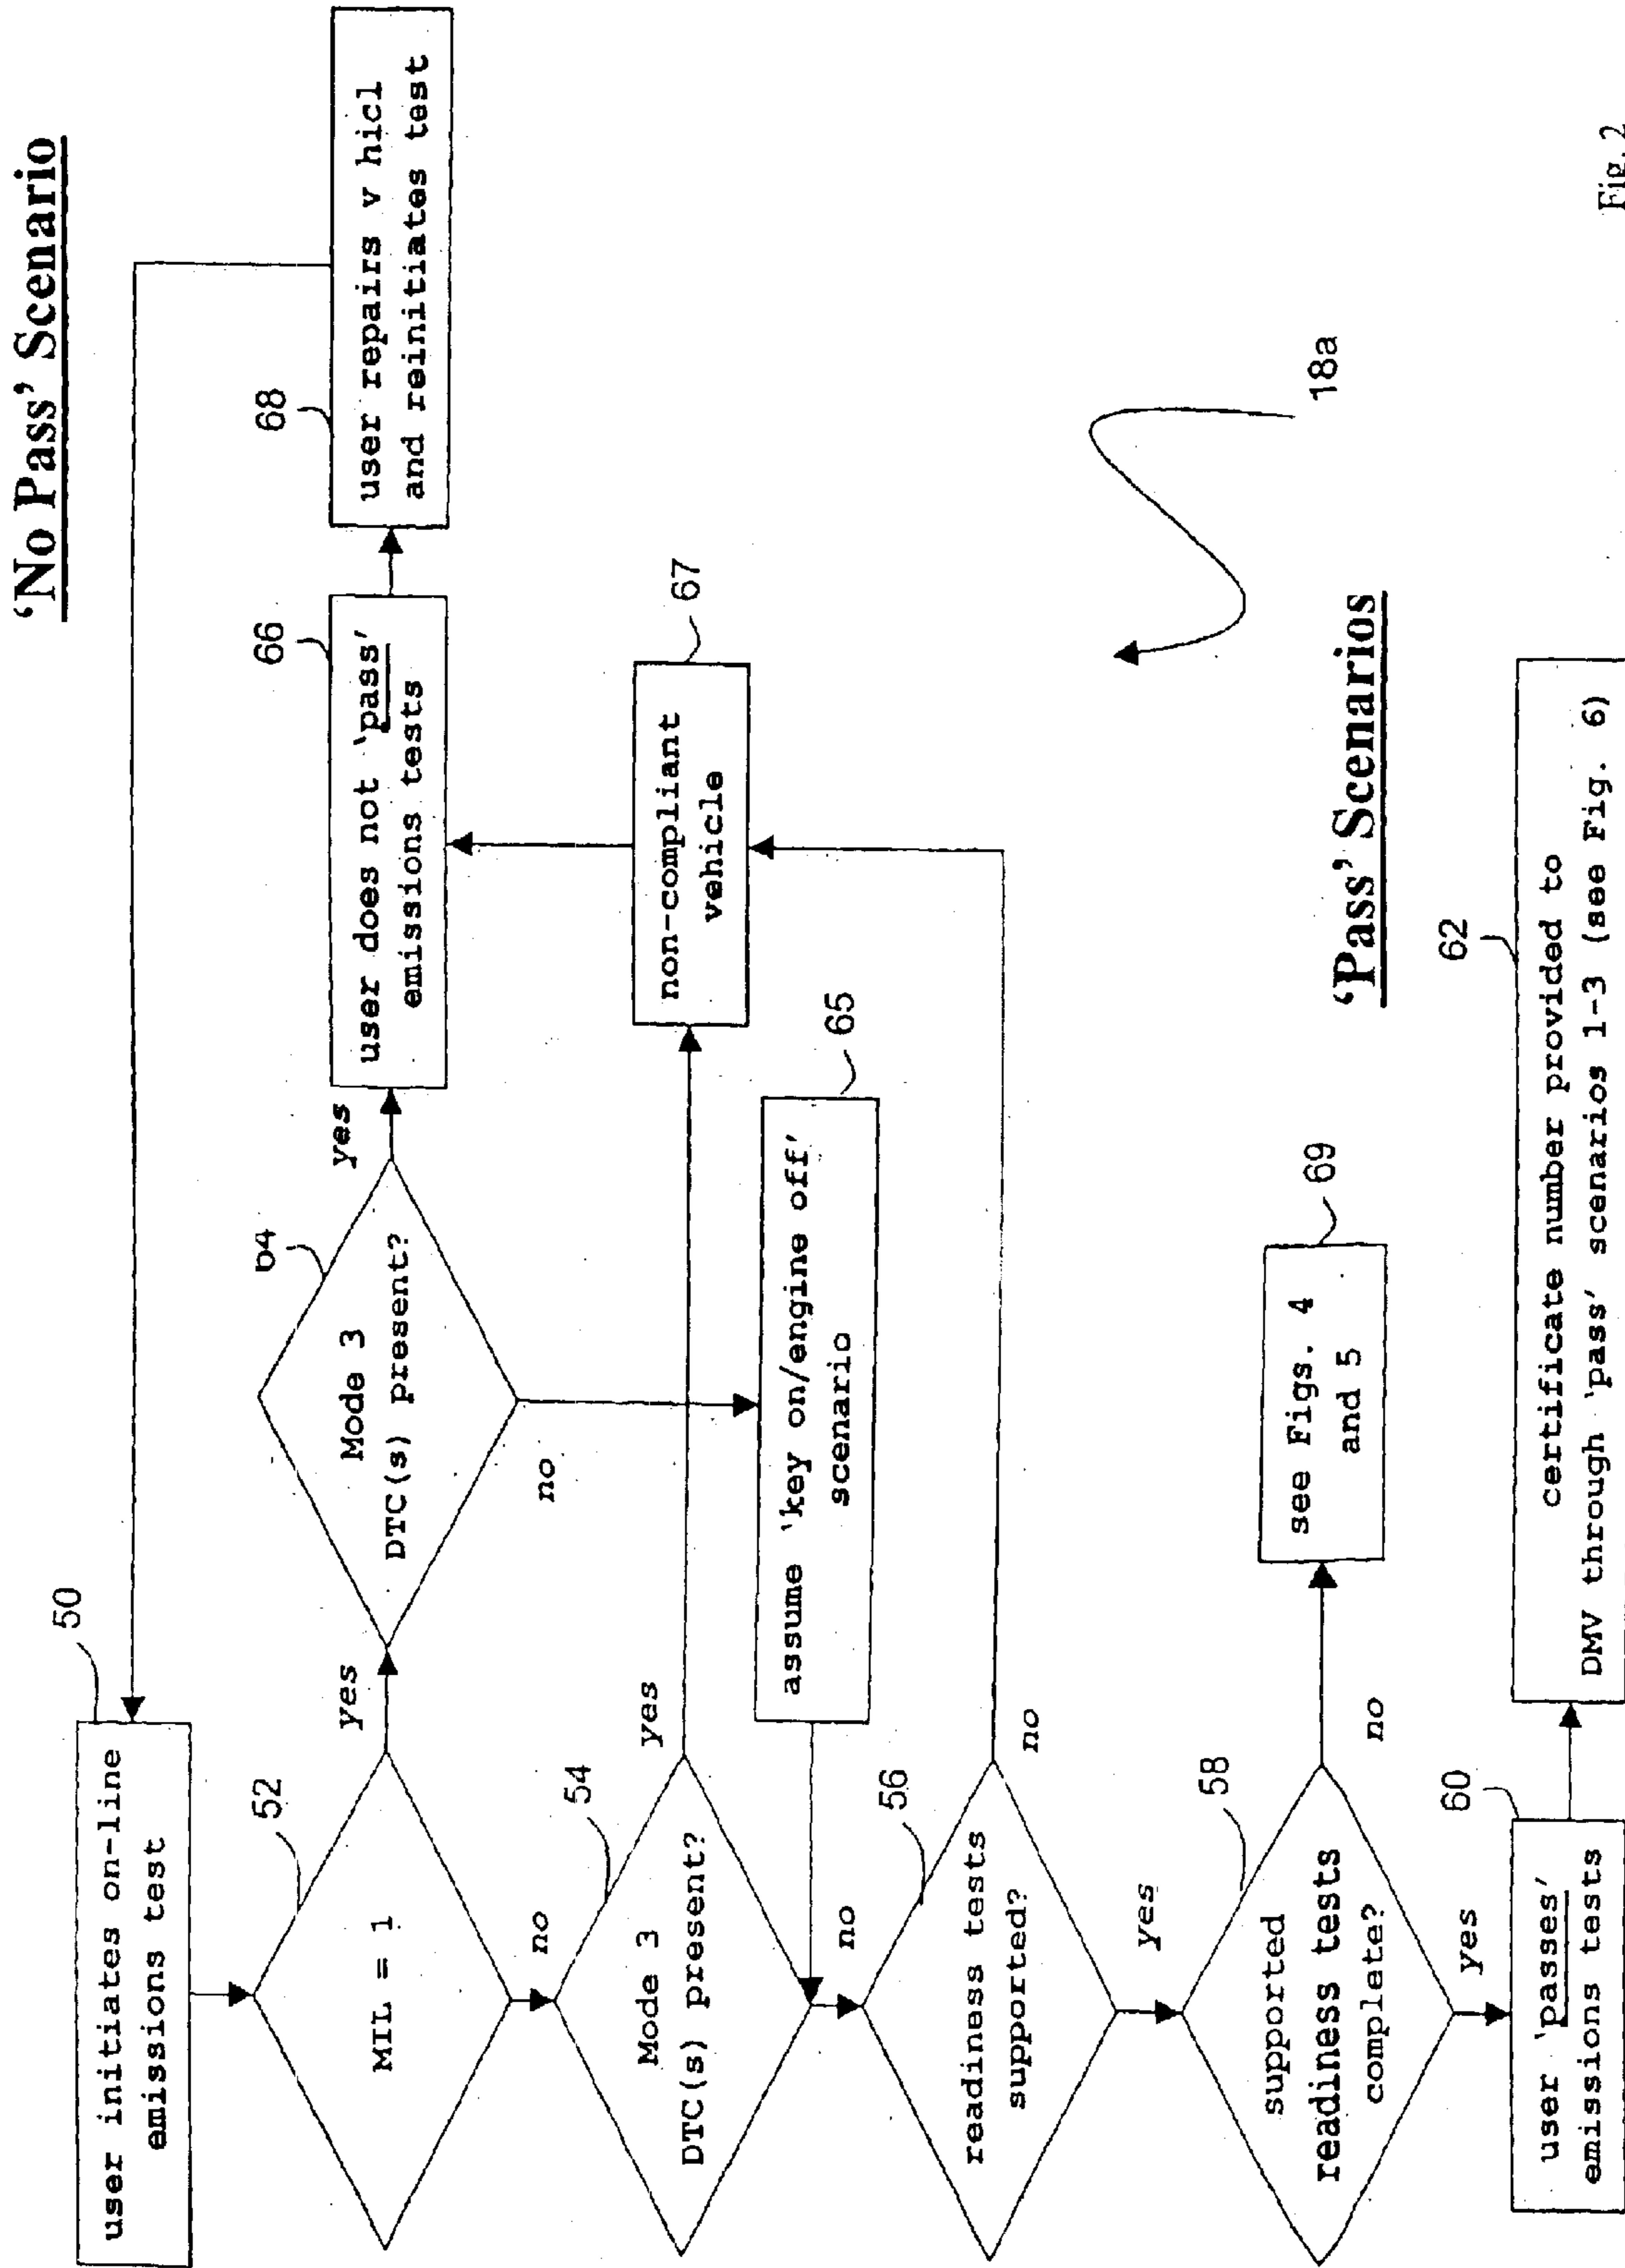 'No Pass' Scenario
50
user initiates on-line
emissions test
52
MIL = 1
yes
no
64
Mode 3
DTC(s) present?
yes
no
66
user does not 'pass'
emissions tests
68
user repairs v hicl
and reinitiates test
54
Mode 3
DTC(s) present?
yes
no
67
non-compliant
vehicle
65
assume 'key on/engine off'
scenario
56
readiness tests
supported?
no
yes
18a
58
supported
readiness tests
complete?
no
yes
69
see Figs. 4
and 5
'Pass' Scenarios
60
user 'passes'
emissions tests
62
certificate number provided to
DMV through 'pass' scenarios 1-3 (see Fig. 6)
Fig. 2